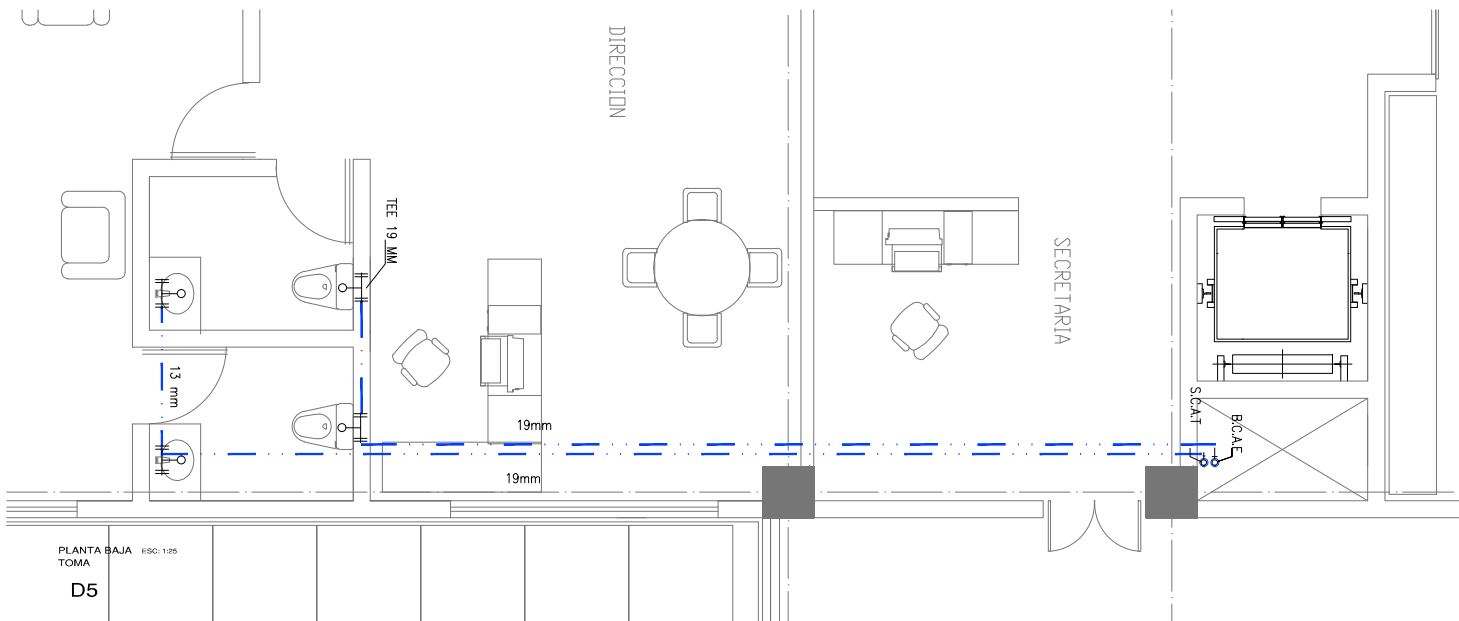 DIRECCION
TEE 19 MM
SECRETARIA
13 mm
S.C.A.T
B.C.A.F
19mm
19mm
PLANTA BAJA ESC: 1:25
TOMA
D5